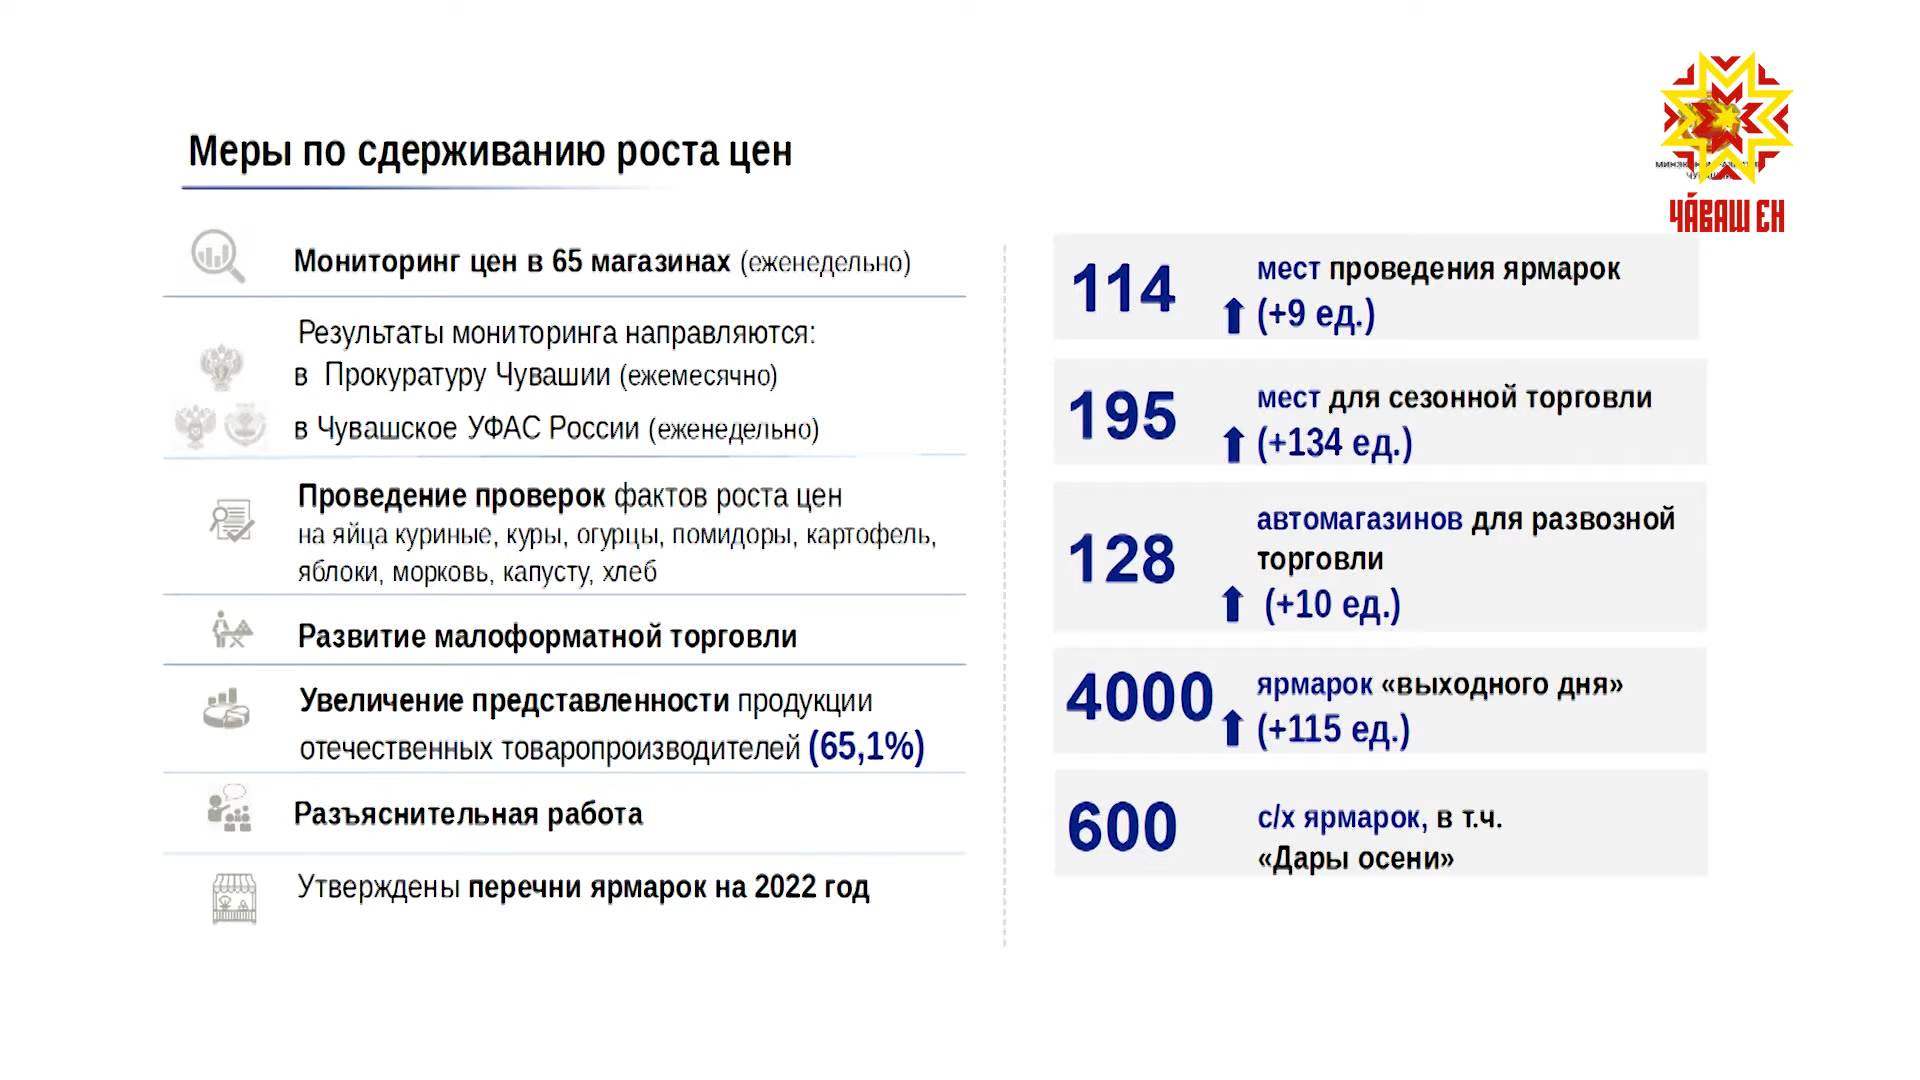 Меры по сдерживанию роста цен
ЧӐВАШ ЕН
Мониторинг цен в 65 магазинах (еженедельно)
Результаты мониторинга направляются:
в Прокуратуру Чувашии (ежемесячно)
в Чувашское УФАС России (еженедельно)
Проведение проверок фактов роста цен
на яйца куриные, куры, огурцы, помидоры, картофель,
яблоки, морковь, капусту, хлеб
Развитие малоформатной торговли
Увеличение представленности продукции
отечественных товаропроизводителей (65,1%)
Разъяснительная работа
Утверждены перечни ярмарок на 2022 год
114 мест проведения ярмарок
(+9 ед.)
195 мест для сезонной торговли
(+134 ед.)
128 автомагазинов для развозной
торговли
(+10 ед.)
4000 ярмарок «выходного дня»
(+115 ед.)
600 с/х ярмарок, в т.ч.
«Дары осени»